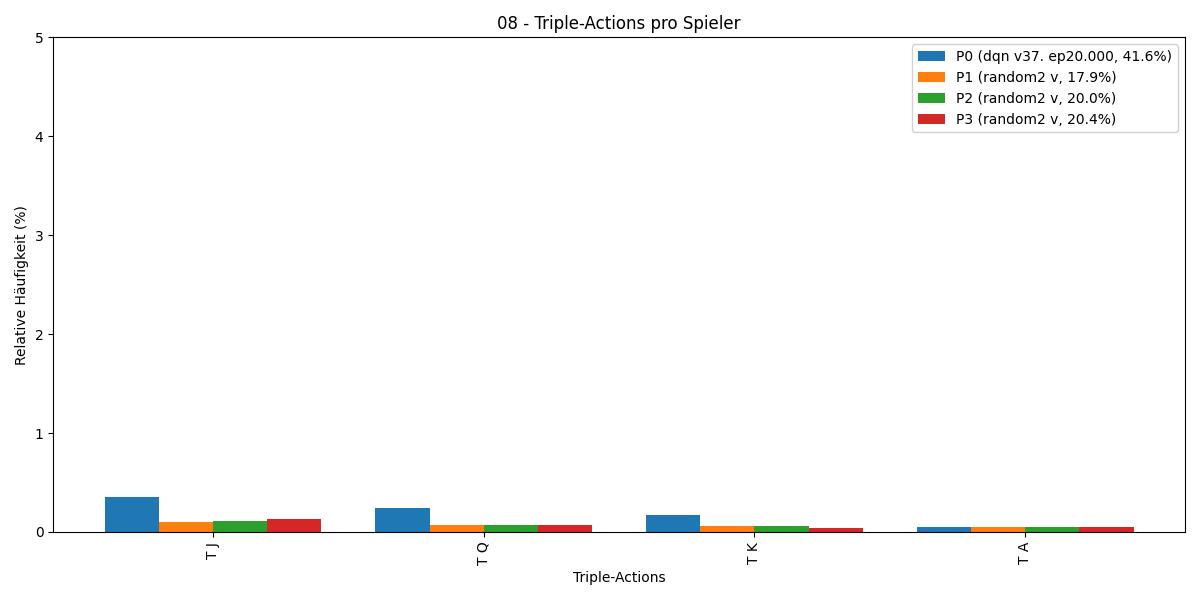 08 - Triple-Actions pro Spieler
P0 (dqn v37. ep20.000, 41.6%)
P1 (random2 v, 17.9%)
P2 (random2 v, 20.0%)
P3 (random2 v, 20.4%)
Relative Häufigkeit (%)
5
4
3
2
1
0
T J
T Q
T K
T A
Triple-Actions